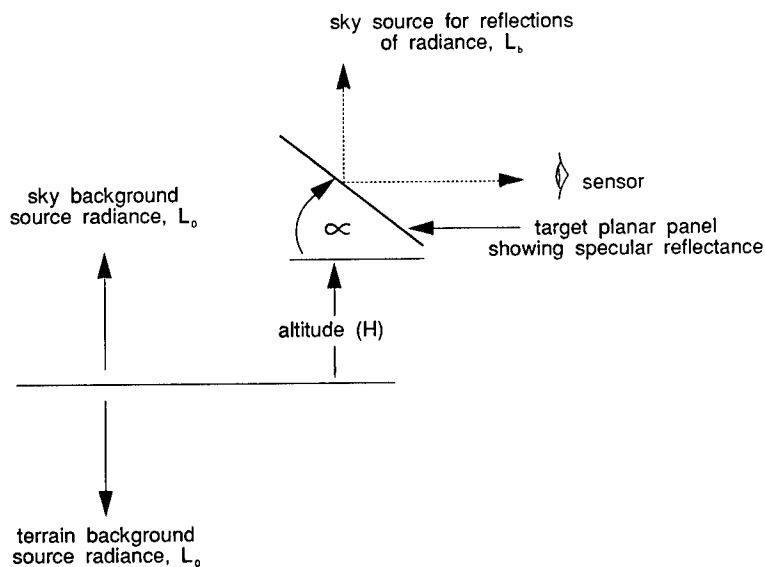 sky source for reflections
of radiance, L_b
sensor
sky background
source radiance, L_o
∝
target planar panel
showing specular reflectance
altitude (H)
terrain background
source radiance, L_o